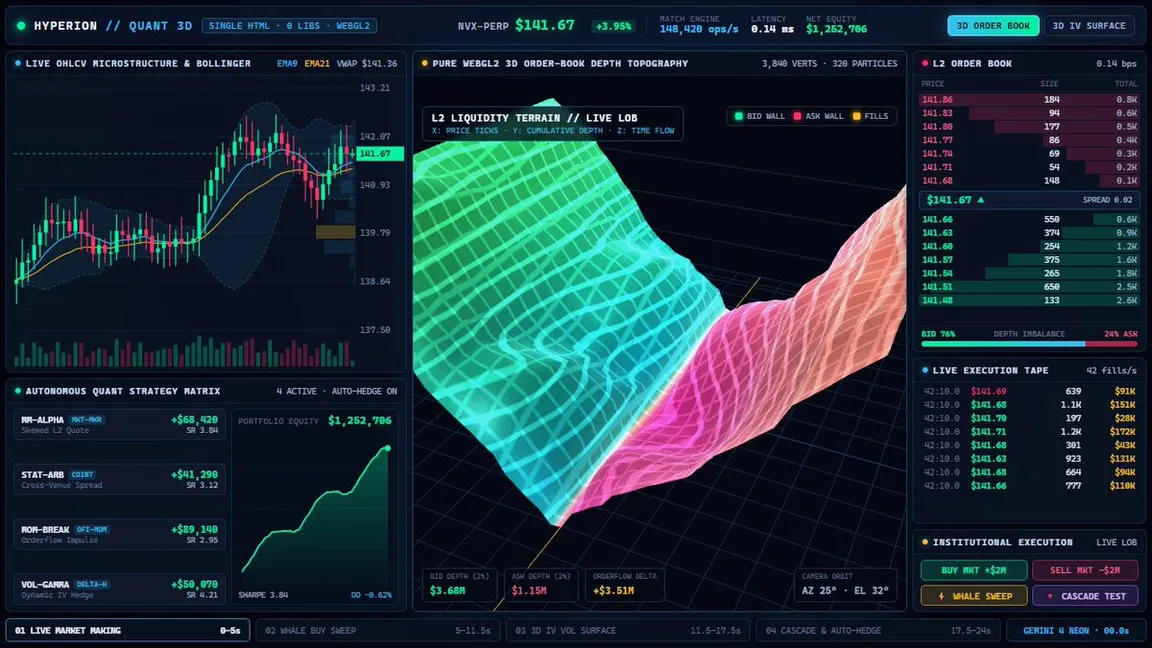 HYPERION // QUANT 3D
SINGLE HTML · 0 LIBS · WEBGL2
NVX-PERP $141.67 +3.95%
MATCH ENGINE
148,420 ops/s
LATENCY
0.14 ms
NET EQUITY
$1,252,706
3D ORDER BOOK
3D IV SURFACE
LIVE OHLCV MICROSTRUCTURE & BOLLINGER
EMA9 EMA21 VWAP $141.36
143.21
142.07
141.67
140.93
139.79
138.64
137.50
AUTONOMOUS QUANT STRATEGY MATRIX
4 ACTIVE · AUTO-HEDGE ON
MM-ALPHA MKT-MKR +$68,420
Skewed L2 Quote SR 3.84
STAT-ARB COINT +$41,290
Cross-Venue Spread SR 3.12
MOM-BREAK OFI-MOM +$89,140
Orderflow Impulse SR 2.95
VOL-GAMMA DELTA-H +$50,070
Dynamic IV Hedge SR 4.21
PORTFOLIO EQUITY $1,252,706
SHARPE 3.84 DD -0.62%
PURE WEBGL2 3D ORDER-BOOK DEPTH TOPOGRAPHY
3,840 VERTS · 320 PARTICLES
L2 LIQUIDITY TERRAIN // LIVE LOB
X: PRICE TICKS · Y: CUMULATIVE DEPTH · Z: TIME FLOW
BID WALL ASK WALL FILLS
BID DEPTH (2%)
$3.68M
ASK DEPTH (2%)
$1.15M
ORDERFLOW DELTA
+$3.51M
CAMERA ORBIT
AZ 25° · EL 32°
L2 ORDER BOOK 0.14 bps
PRICE SIZE TOTAL
141.86 184 0.8K
141.83 94 0.6K
141.80 177 0.5K
141.77 86 0.4K
141.74 69 0.3K
141.71 54 0.2K
141.68 148 0.1K
$141.67 ▲ SPREAD 0.02
141.66 550 0.6K
141.63 374 0.9K
141.60 254 1.2K
141.57 375 1.6K
141.54 265 1.8K
141.51 650 2.5K
141.48 133 2.6K
BID 76% DEPTH IMBALANCE 24% ASK
LIVE EXECUTION TAPE 42 fills/s
42:10.0 $141.69 639 $91K
42:10.0 $141.68 1.1K $151K
42:10.0 $141.70 197 $28K
42:10.0 $141.71 1.2K $172K
42:10.0 $141.68 301 $43K
42:10.0 $141.63 923 $131K
42:10.0 $141.68 664 $94K
42:10.0 $141.66 777 $110K
INSTITUTIONAL EXECUTION LIVE LOB
BUY MKT +$2M
SELL MKT -$2M
⚡ WHALE SWEEP
▼ CASCADE TEST
01 LIVE MARKET MAKING 0-5s
02 WHALE BUY SWEEP 5-11.5s
03 3D IV VOL SURFACE 11.5-17.5s
04 CASCADE & AUTO-HEDGE 17.5-24s
GEMINI 4 NEON · 00.0s